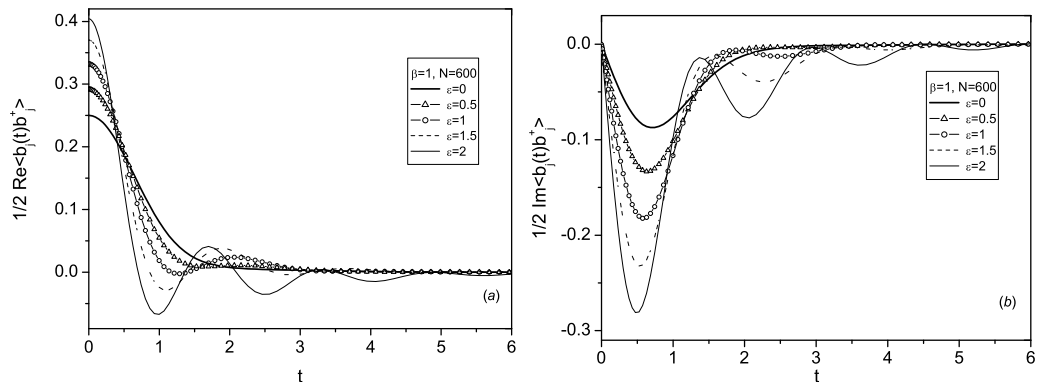 0.4
0.3
0.2
0.1
0.0
1/2 Re<b_j(t)b^+_j>
β=1, N=600
ε=0
ε=0.5
ε=1
ε=1.5
ε=2
(a)
0 1 2 3 4 5 6
t
0.0
-0.1
-0.2
-0.3
1/2 Im<b_j(t)b^+_j>
β=1, N=600
ε=0
ε=0.5
ε=1
ε=1.5
ε=2
(b)
0 1 2 3 4 5 6
t